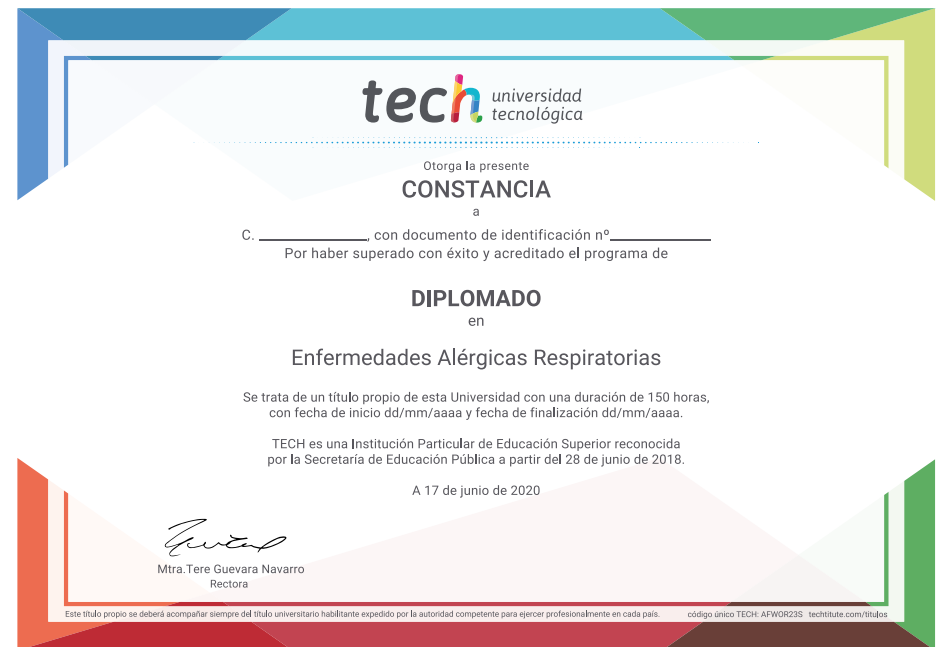 tech universidad
tecnológica
Otorga la presente
CONSTANCIA
a
C. ______________, con documento de identificación nº_____________
Por haber superado con éxito y acreditado el programa de
DIPLOMADO
en
Enfermedades Alérgicas Respiratorias
Se trata de un título propio de esta Universidad con una duración de 150 horas,
con fecha de inicio dd/mm/aaaa y fecha de finalización dd/mm/aaaa.
TECH es una Institución Particular de Educación Superior reconocida
por la Secretaría de Educación Pública a partir del 28 de junio de 2018.
A 17 de junio de 2020
Mtra.Tere Guevara Navarro
Rectora
Este título propio se deberá acompañar siempre del título universitario habilitante expedido por la autoridad competente para ejercer profesionalmente en cada país. código único TECH: AFWOR23S techtitute.com/titulos